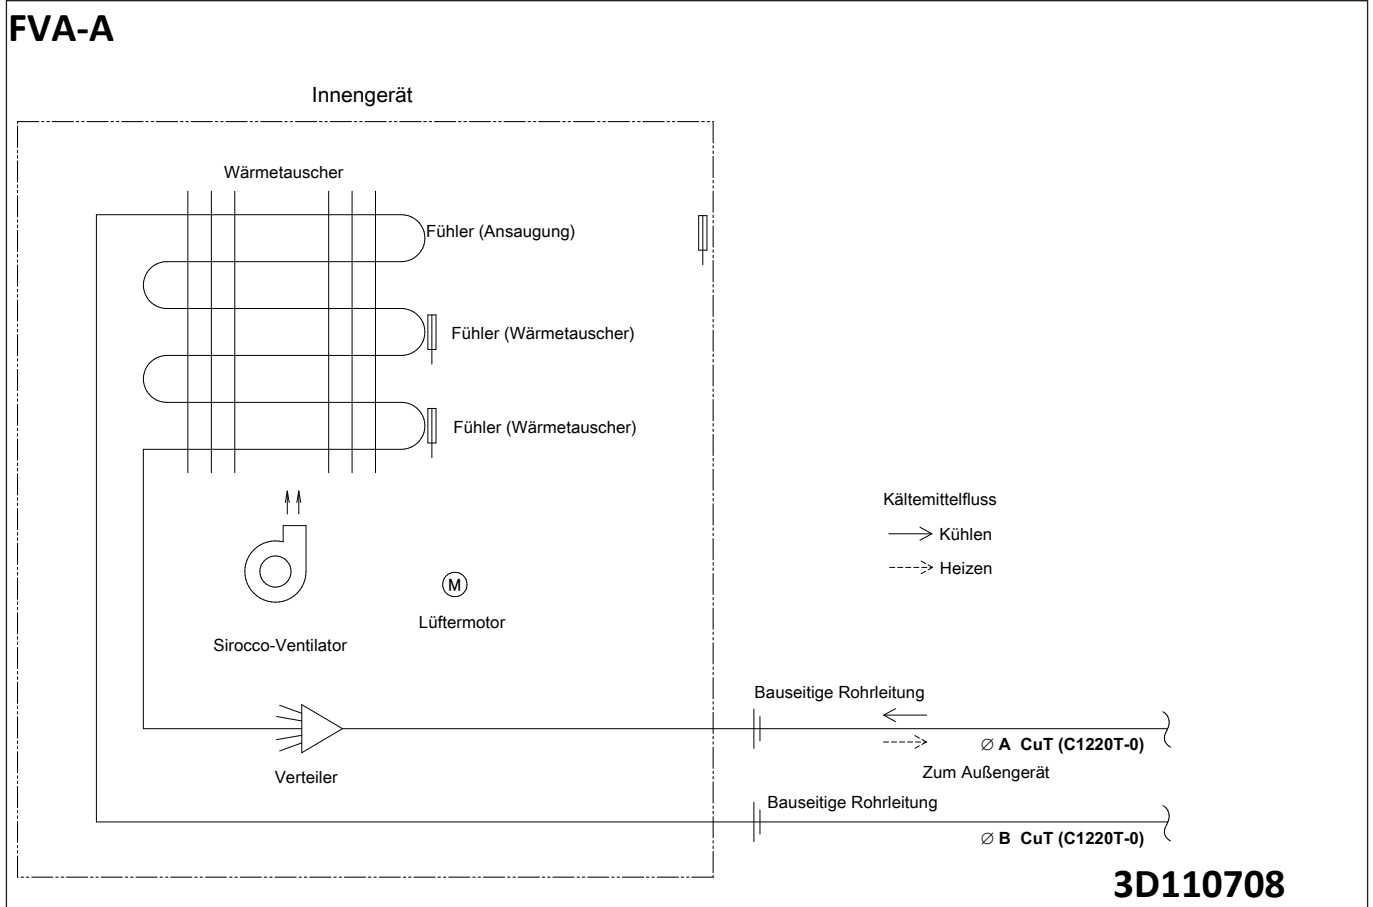 FVA-A
Innengerät
Wärmetauscher
Fühler (Ansaugung)
Fühler (Wärmetauscher)
Fühler (Wärmetauscher)
Kältemittelfluss
Kühlen
Heizen
M
Lüftermotor
Sirocco-Ventilator
Bauseitige Rohrleitung
∅ A CuT (C1220T-0)
Zum Außengerät
Verteiler
Bauseitige Rohrleitung
∅ B CuT (C1220T-0)
3D110708